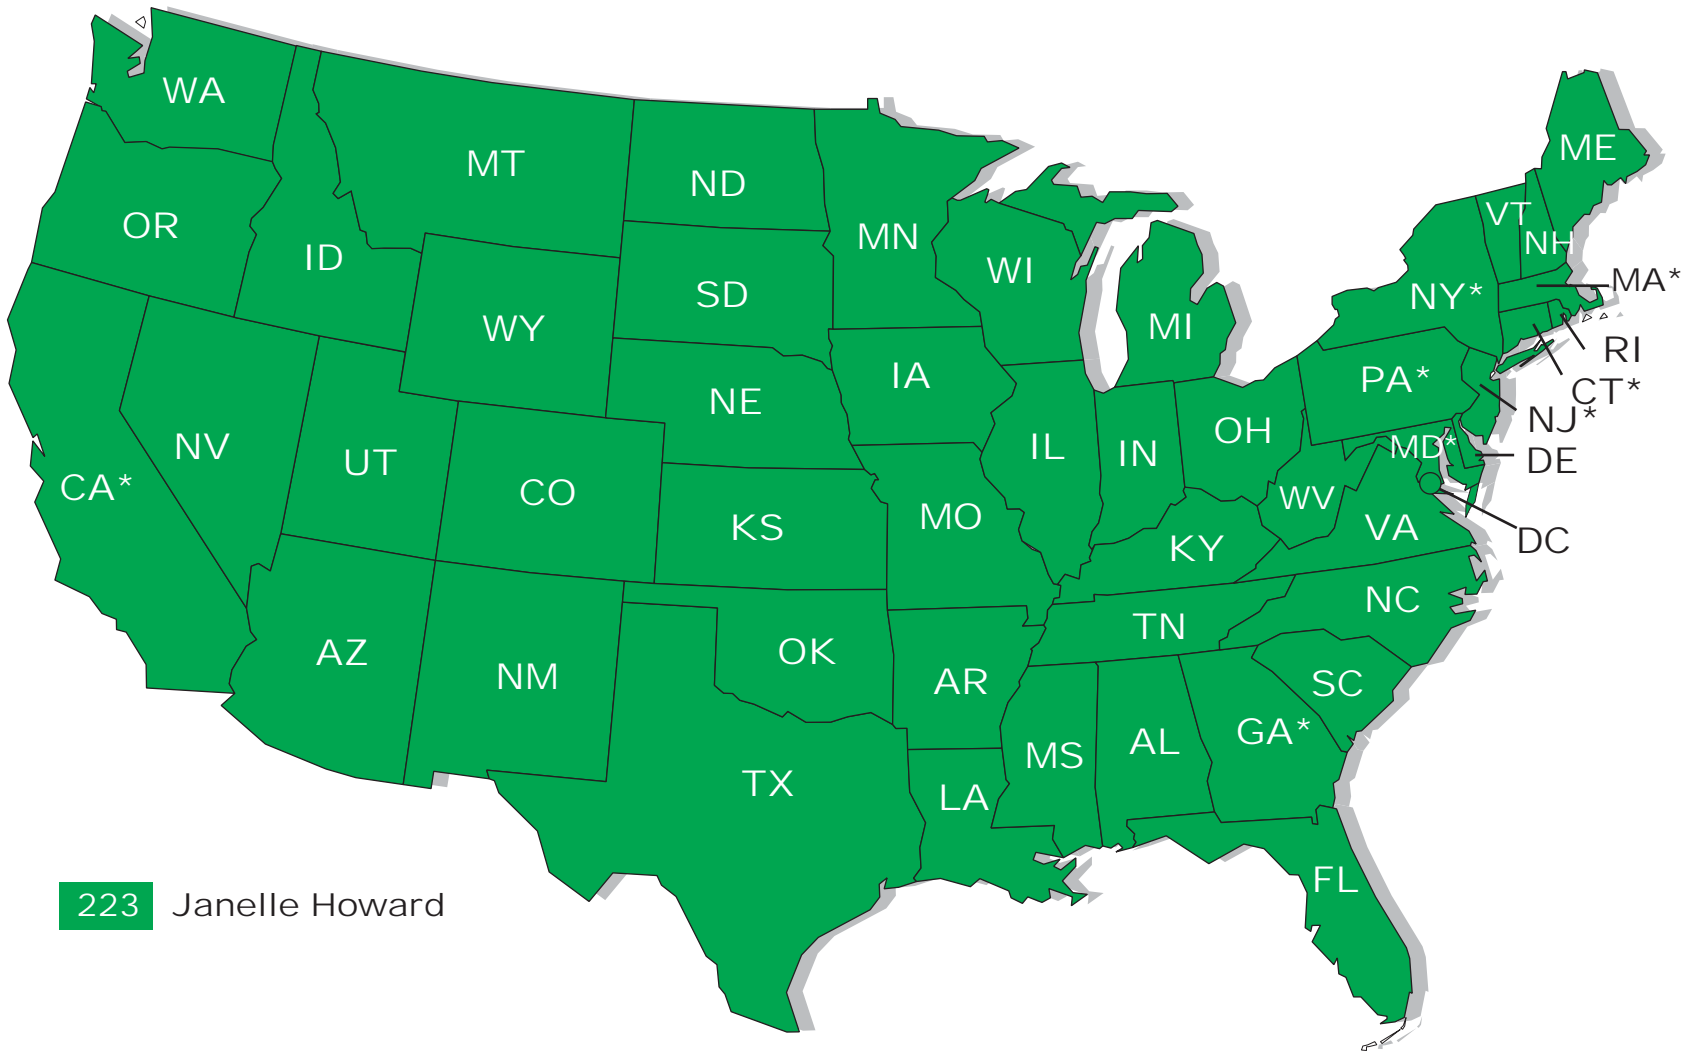 WA
MT
ND
ME
OR
ID
MN
VT
NH
WI
SD
NY*
MA*
WY
MI
RI
IA
PA*
CT*
NE
NJ*
NV
UT
IL
IN
OH
MD*
DE
CA*
CO
KS
MO
WV
VA
KY
DC
NC
AZ
NM
OK
AR
TN
SC
GA*
TX
MS
AL
LA
FL
223 Janelle Howard